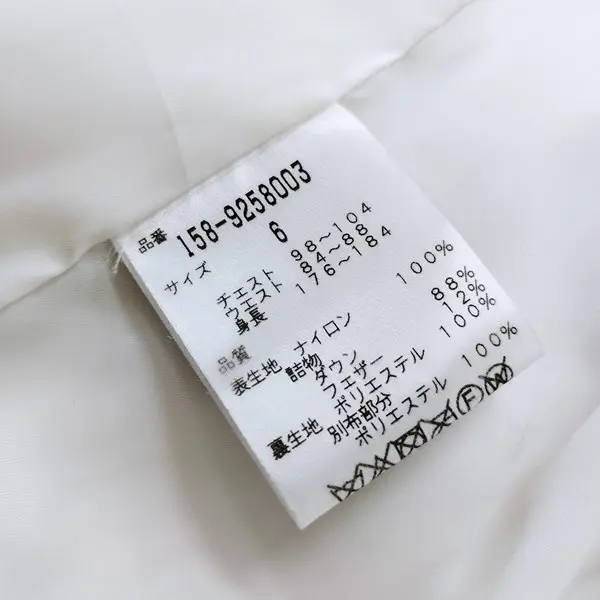 品番 158-9258003
サイズ 6
チェスト 98～104
ウエスト 84～88
身長 176～184
品質
表生地 ナイロン 100%
詰物
ダウン 88%
フェザー 12%
ポリエステル 100%
裏生地 別布部分
ポリエステル 100%
F W